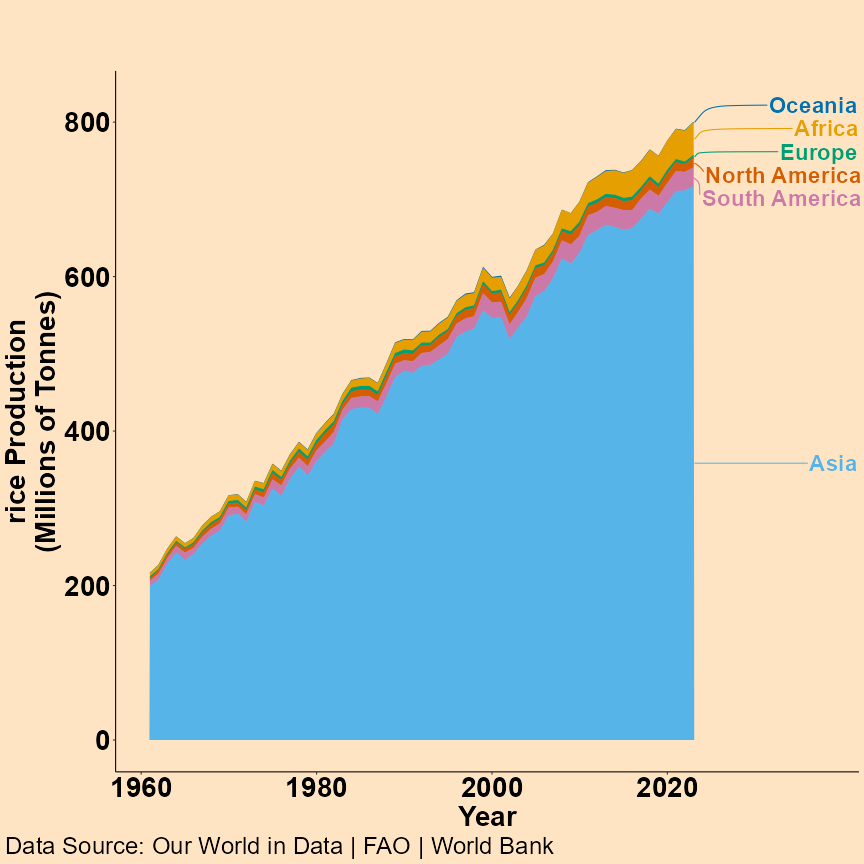 800
600
400
200
0
rice Production
(Millions of Tonnes)
Oceania
Africa
Europe
North America
South America
Asia
1960 1980 2000 2020
Year
Data Source: Our World in Data | FAO | World Bank